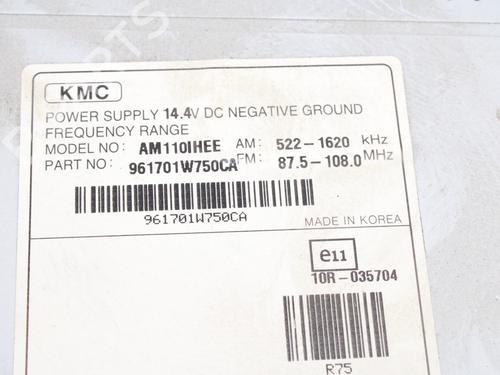 KMC
POWER SUPPLY 14.4V DC NEGATIVE GROUND
FREQUENCY RANGE
MODEL NO: AM110IHEE AM: 522-1620 kHz
PART NO: 961701W750CA FM: 87.5-108.0 MHz
961701W750CA
MADE IN KOREA
e11
10R-035704
R75